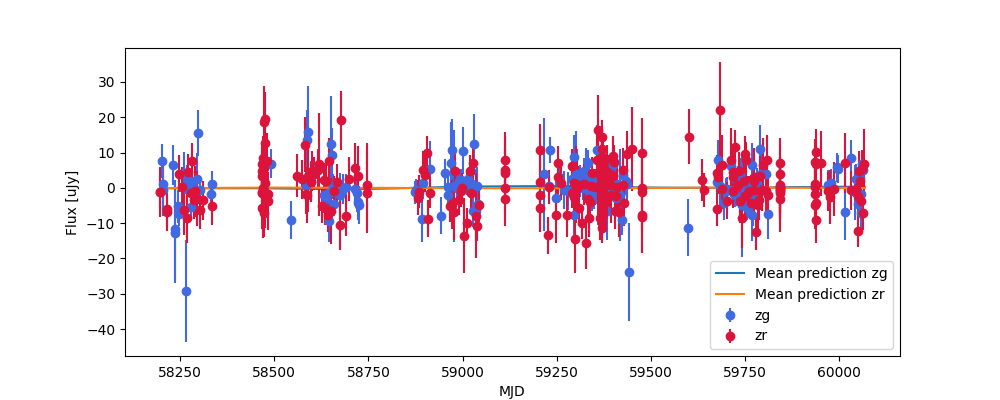 30
20
10
0
−10
−20
−30
−40
Flux [uJy]
58250 58500 58750 59000 59250 59500 59750 60000
MJD
Mean prediction zg
Mean prediction zr
zg
zr